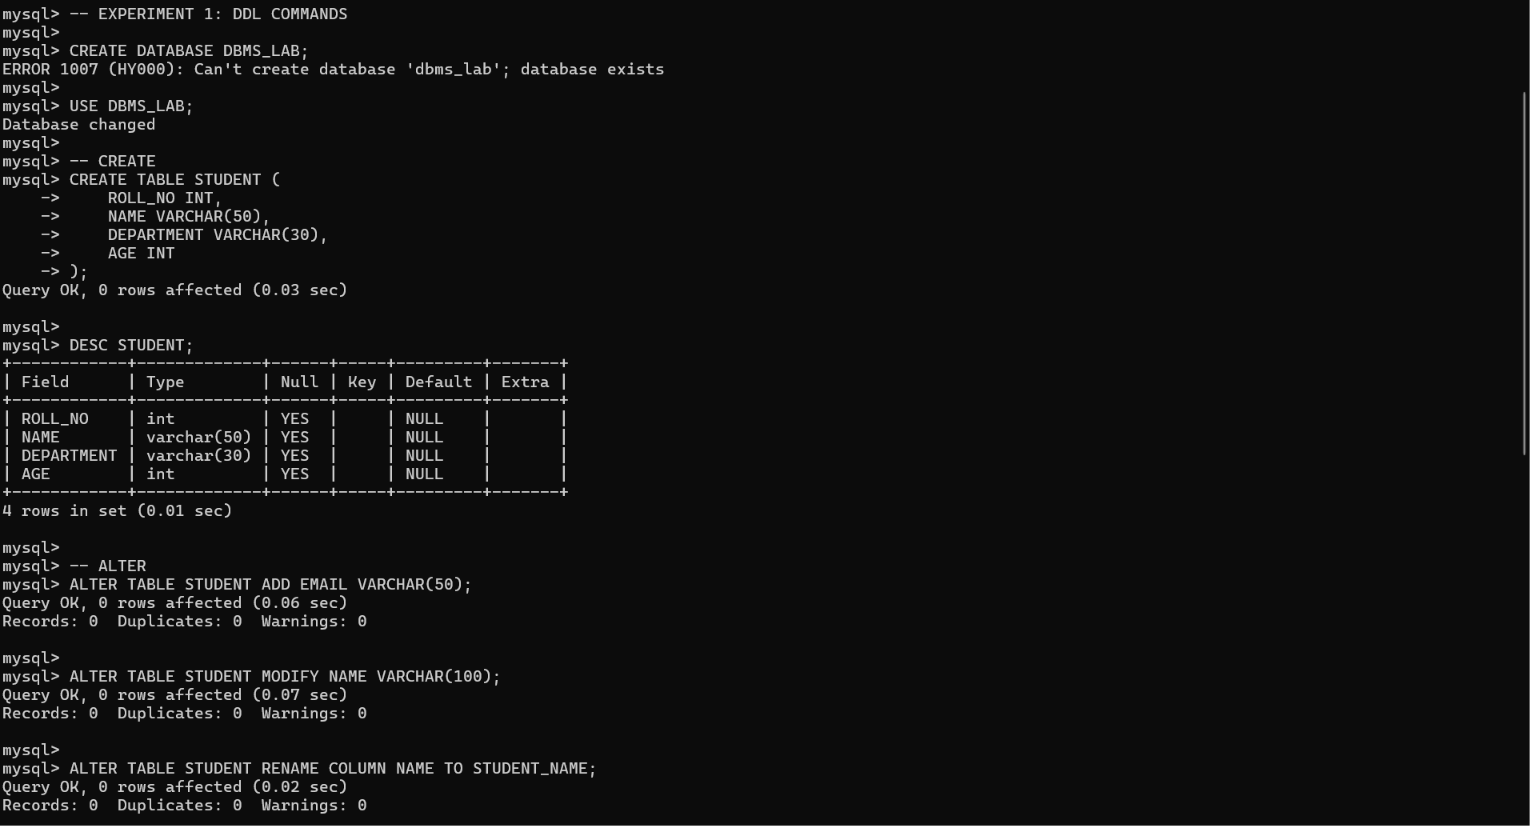 mysql> -- EXPERIMENT 1: DDL COMMANDS
mysql>
mysql> CREATE DATABASE DBMS_LAB;
ERROR 1007 (HY000): Can't create database 'dbms_lab'; database exists
mysql>
mysql> USE DBMS_LAB;
Database changed
mysql>
mysql> -- CREATE
mysql> CREATE TABLE STUDENT (
    ->     ROLL_NO INT,
    ->     NAME VARCHAR(50),
    ->     DEPARTMENT VARCHAR(30),
    ->     AGE INT
    -> );
Query OK, 0 rows affected (0.03 sec)

mysql>
mysql> DESC STUDENT;
+------------+-------------+------+-----+---------+-------+
| Field      | Type        | Null | Key | Default | Extra |
+------------+-------------+------+-----+---------+-------+
| ROLL_NO    | int         | YES  |     | NULL    |       |
| NAME       | varchar(50) | YES  |     | NULL    |       |
| DEPARTMENT | varchar(30) | YES  |     | NULL    |       |
| AGE        | int         | YES  |     | NULL    |       |
+------------+-------------+------+-----+---------+-------+
4 rows in set (0.01 sec)

mysql>
mysql> -- ALTER
mysql> ALTER TABLE STUDENT ADD EMAIL VARCHAR(50);
Query OK, 0 rows affected (0.06 sec)
Records: 0  Duplicates: 0  Warnings: 0

mysql>
mysql> ALTER TABLE STUDENT MODIFY NAME VARCHAR(100);
Query OK, 0 rows affected (0.07 sec)
Records: 0  Duplicates: 0  Warnings: 0

mysql>
mysql> ALTER TABLE STUDENT RENAME COLUMN NAME TO STUDENT_NAME;
Query OK, 0 rows affected (0.02 sec)
Records: 0  Duplicates: 0  Warnings: 0